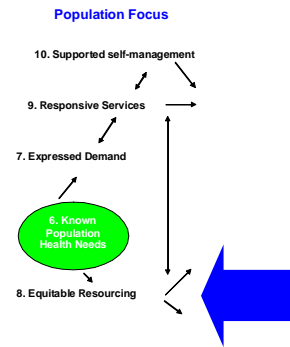 Population Focus
10. Supported self-management
9. Responsive Services
7. Expressed Demand
6. Known
Population
Health Needs
8. Equitable Resourcing